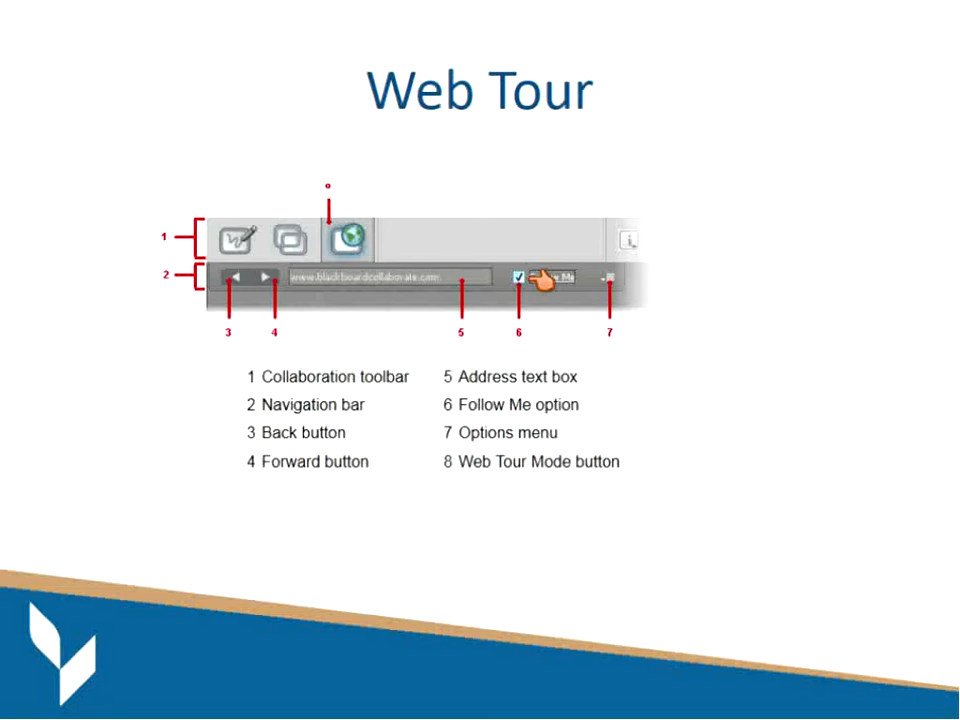 Web Tour
1
2
www.blackboardcollaborate.com
3 4 5 6 7
1 Collaboration toolbar
2 Navigation bar
3 Back button
4 Forward button
5 Address text box
6 Follow Me option
7 Options menu
8 Web Tour Mode button